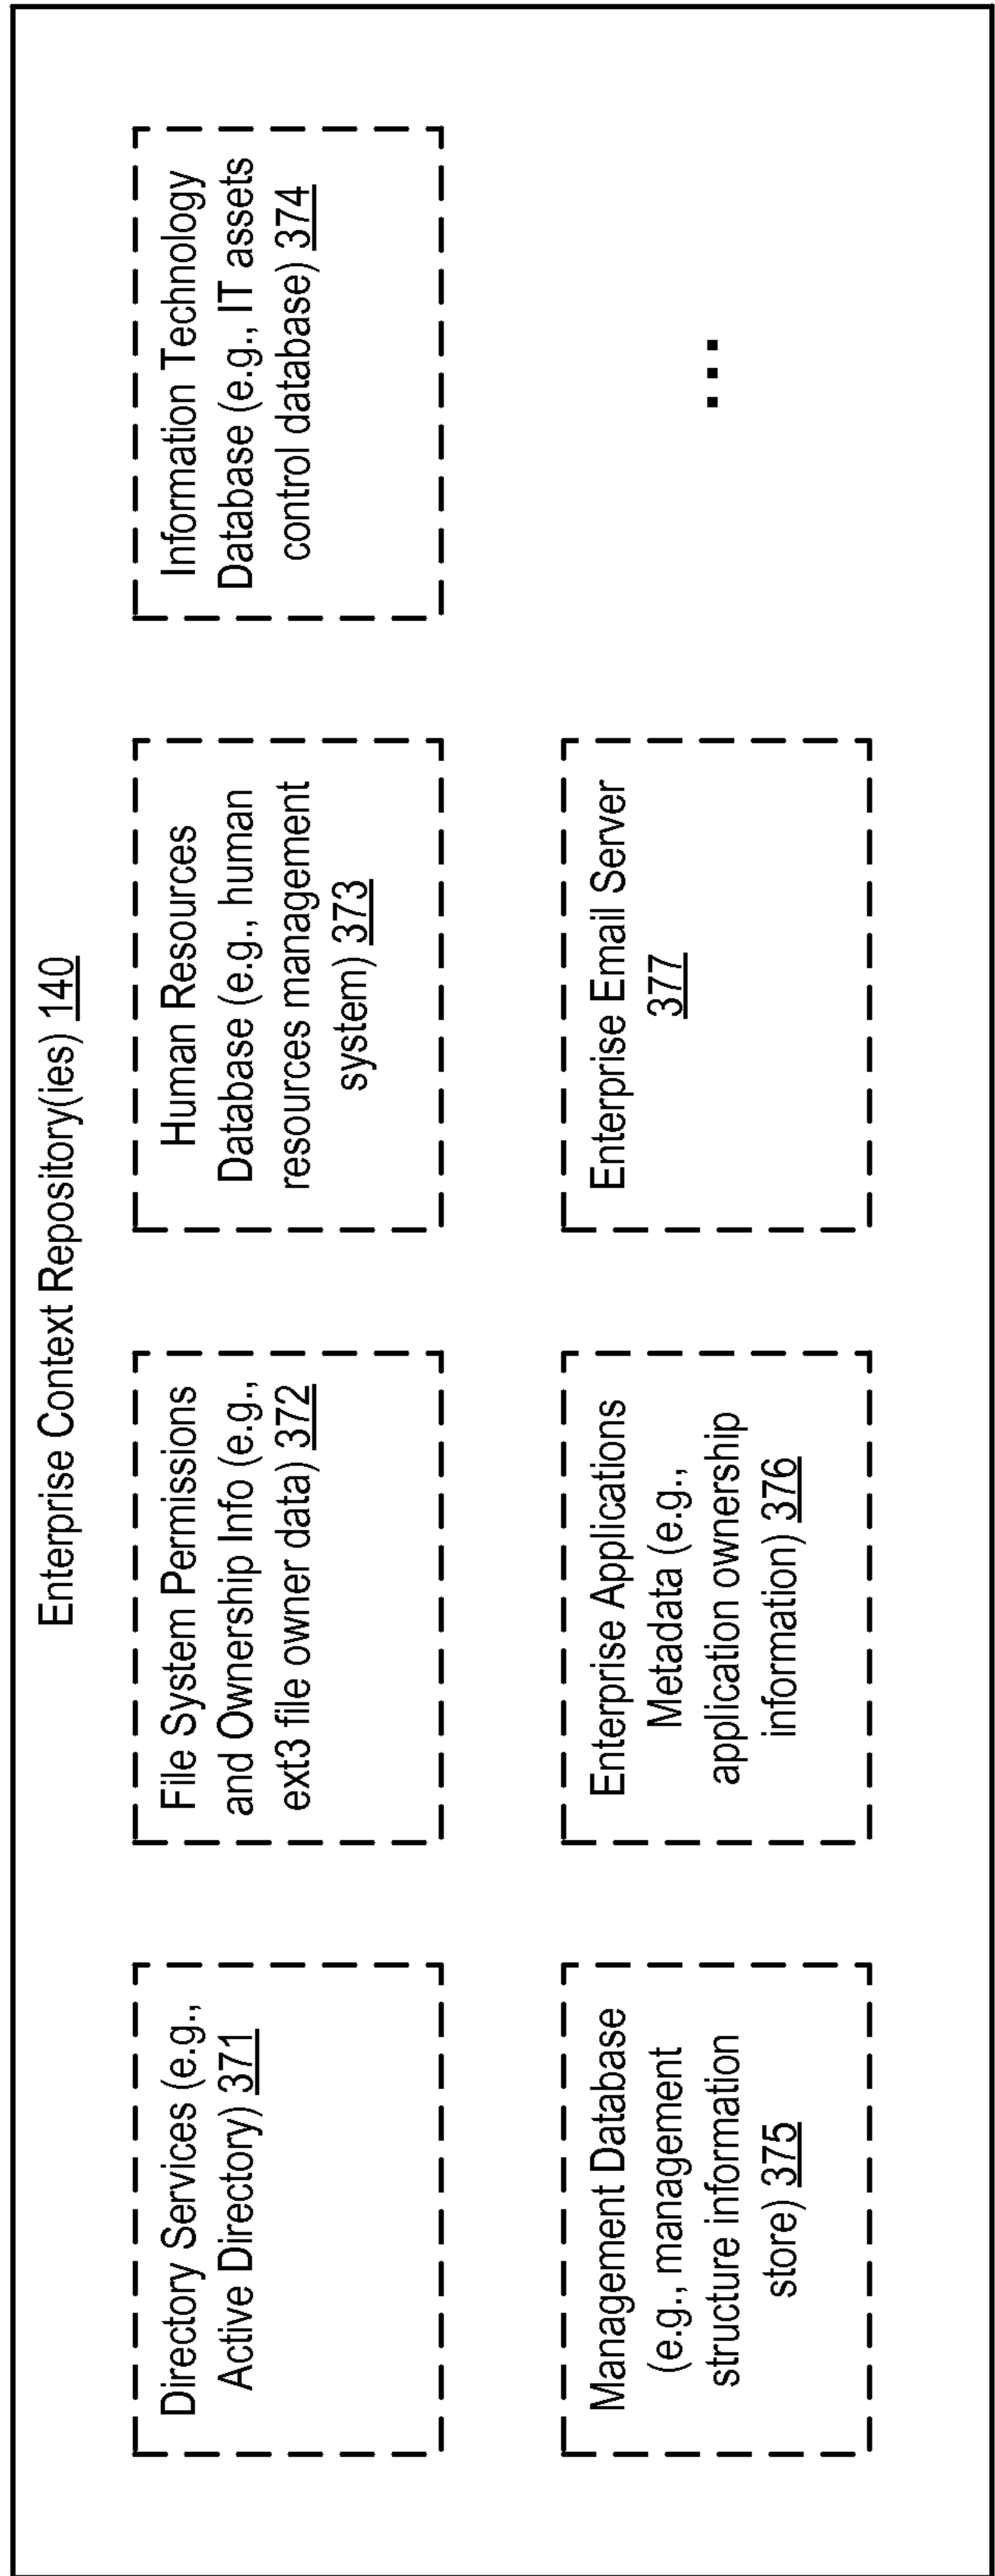 Enterprise Context Repository(ies) 140
Directory Services (e.g.,
Active Directory) 371
File System Permissions
and Ownership Info (e.g.,
ext3 file owner data) 372
Human Resources
Database (e.g., human
resources management
system) 373
Information Technology
Database (e.g., IT assets
control database) 374
Management Database
(e.g., management
structure information
store) 375
Enterprise Applications
Metadata (e.g.,
application ownership
information) 376
Enterprise Email Server
377
...